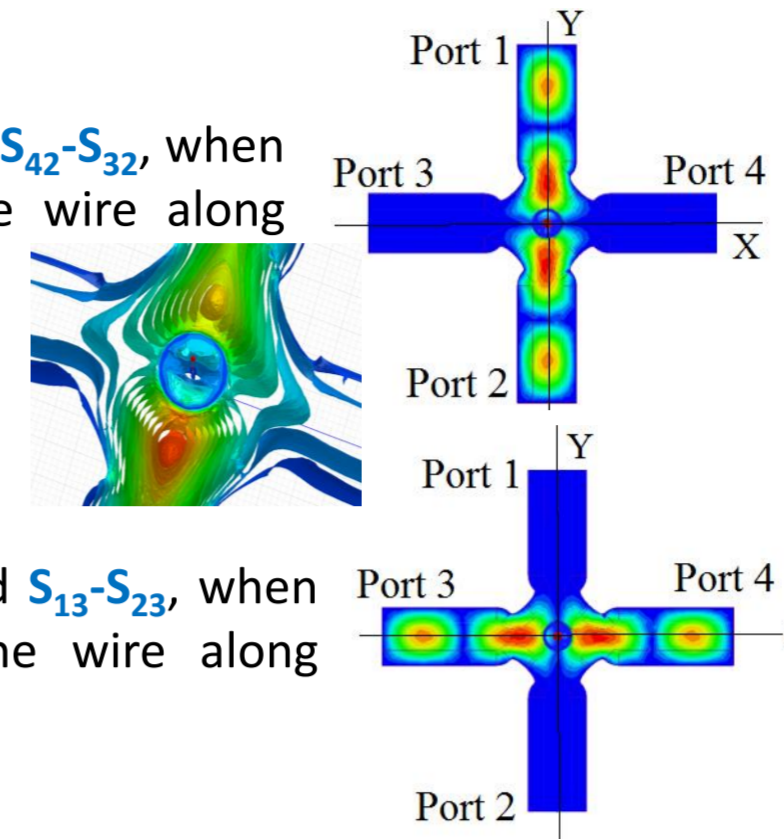 S₄₂-S₃₂, when
e wire along
Y
Port 1
Port 3
Port 4
X
Port 2
Y
Port 1
d S₁₃-S₂₃, when
Port 3
Port 4
ne wire along
Port 2